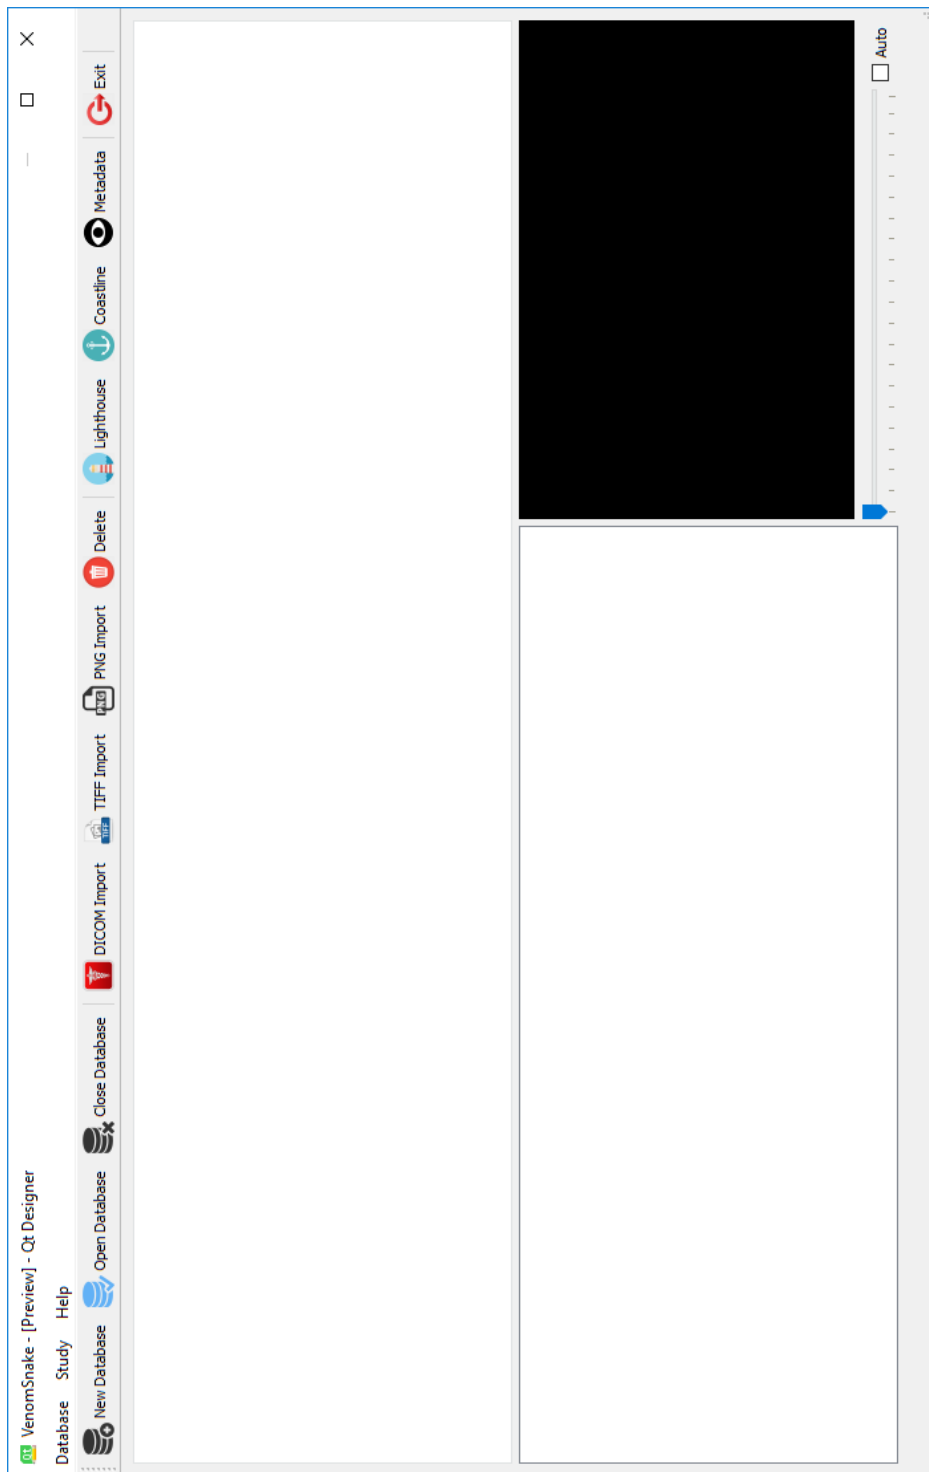 VenomSnake - [Preview] - Qt Designer
Database Study Help
New Database Open Database Close Database DICOM Import TIFF Import PNG Import Delete Lighthouse Coastline Metadata Exit
Auto